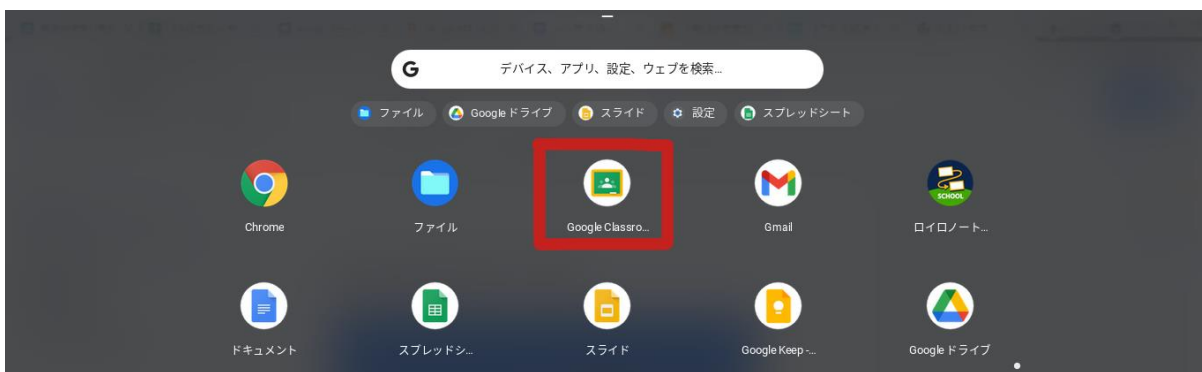 デバイス、アプリ、設定、ウェブを検索...
ファイル Google ドライブ スライド 設定 スプレッドシート
Chrome ファイル Google Classro... Gmail ロイロノート...
ドキュメント スプレッドシ... スライド Google Keep -... Google ドライブ